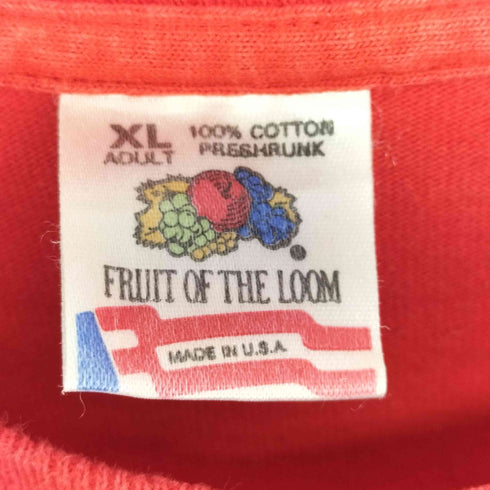 XL
ADULT
100% COTTON
PRESHRUNK
FRUIT OF THE LOOM
MADE IN U.S.A.